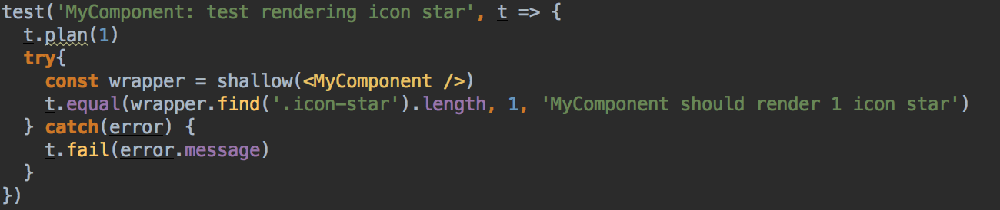 test('MyComponent: test rendering icon star', t => {
  t.plan(1)
  try{
    const wrapper = shallow(<MyComponent />)
    t.equal(wrapper.find('.icon-star').length, 1, 'MyComponent should render 1 icon star')
  } catch(error) {
    t.fail(error.message)
  }
})